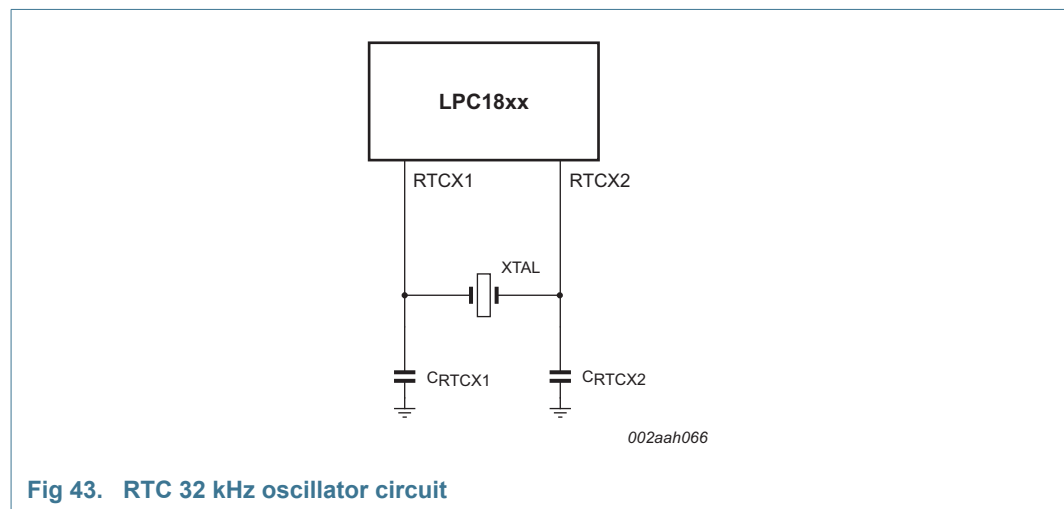 LPC18xx
RTCX1 RTCX2
XTAL
CRTCX1 CRTCX2
002aah066
Fig 43. RTC 32 kHz oscillator circuit